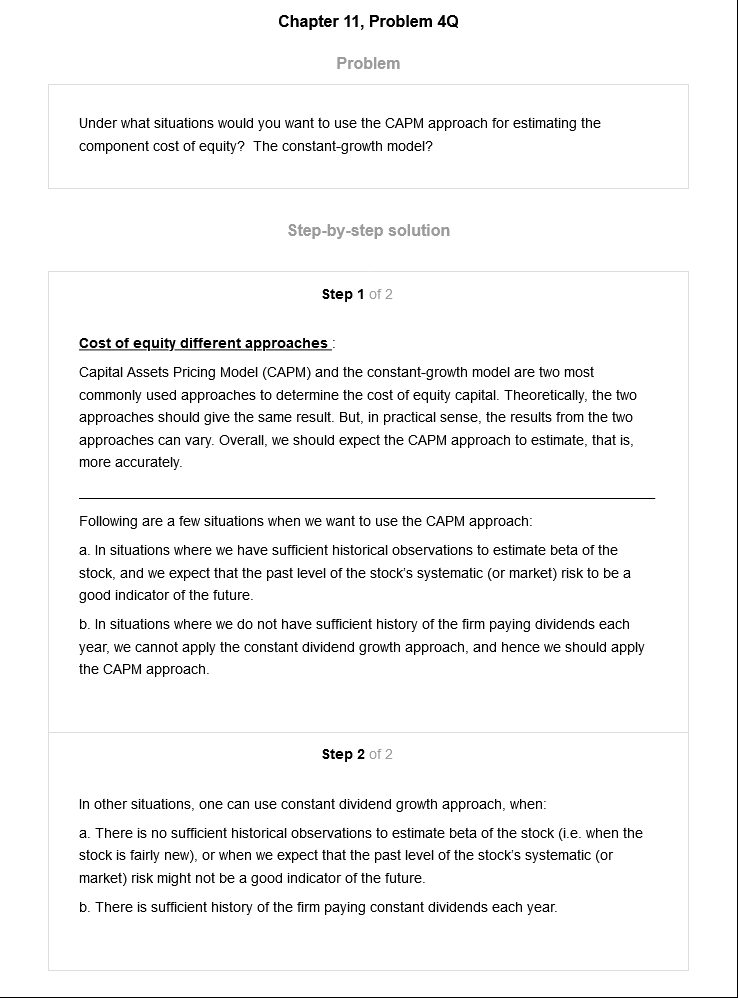 Chapter 11, Problem 4Q
Problem
Under what situations would you want to use the CAPM approach for estimating the
component cost of equity?  The constant-growth model?
Step-by-step solution
Step 1 of 2
Cost of equity different approaches :
Capital Assets Pricing Model (CAPM) and the constant-growth model are two most
commonly used approaches to determine the cost of equity capital. Theoretically, the two
approaches should give the same result. But, in practical sense, the results from the two
approaches can vary. Overall, we should expect the CAPM approach to estimate, that is,
more accurately.
Following are a few situations when we want to use the CAPM approach:
a. In situations where we have sufficient historical observations to estimate beta of the
stock, and we expect that the past level of the stock's systematic (or market) risk to be a
good indicator of the future.
b. In situations where we do not have sufficient history of the firm paying dividends each
year, we cannot apply the constant dividend growth approach, and hence we should apply
the CAPM approach.
Step 2 of 2
In other situations, one can use constant dividend growth approach, when:
a. There is no sufficient historical observations to estimate beta of the stock (i.e. when the
stock is fairly new), or when we expect that the past level of the stock's systematic (or
market) risk might not be a good indicator of the future.
b. There is sufficient history of the firm paying constant dividends each year.